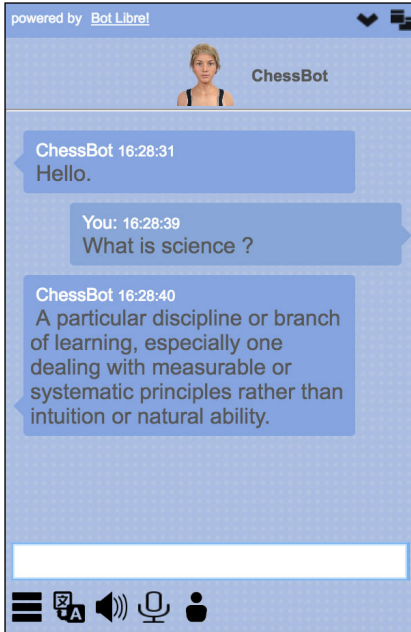 powered by Bot Libre!
ChessBot
ChessBot 16:28:31
Hello.
You: 16:28:39
What is science ?
ChessBot 16:28:40
A particular discipline or branch
of learning, especially one
dealing with measurable or
systematic principles rather than
intuition or natural ability.
文
A